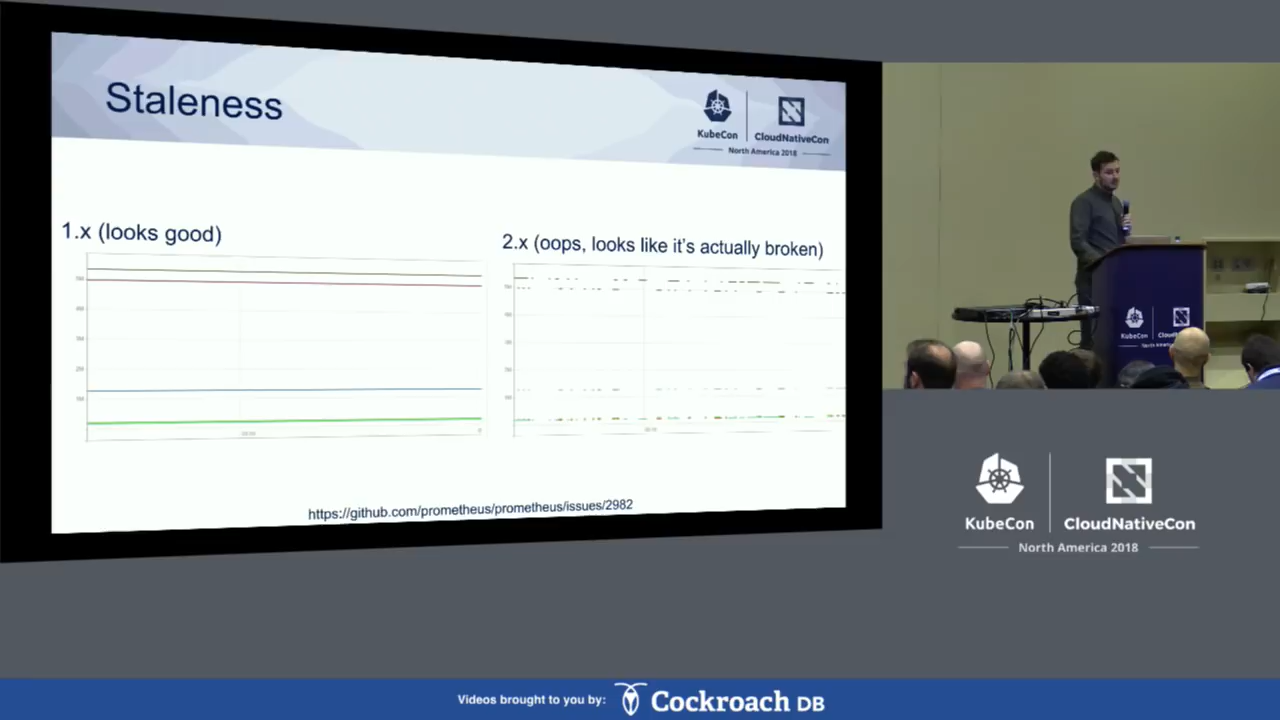 Staleness
KubeCon
CloudNativeCon
North America 2018
1.x (looks good)
2.x (oops, looks like it's actually broken)
https://github.com/prometheus/prometheus/issues/2982
KubeCon
KubeCon
CloudNativeCon
North America 2018
Videos brought to you by:
Cockroach DB